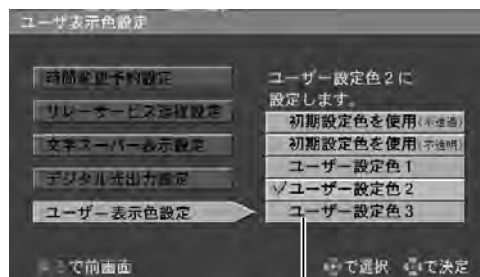 ユーザ表示色設定
時間変更予約設定
リレーサービス選択設定
文字スーパー表示設定
デジタル光出力設定
ユーザー表示色設定
ユーザー設定色2に
設定します。
初期設定色を使用
初期設定色を使用(不透明)
ユーザー設定色1
ユーザー設定色2
ユーザー設定色3
で前画面
で選択 で決定